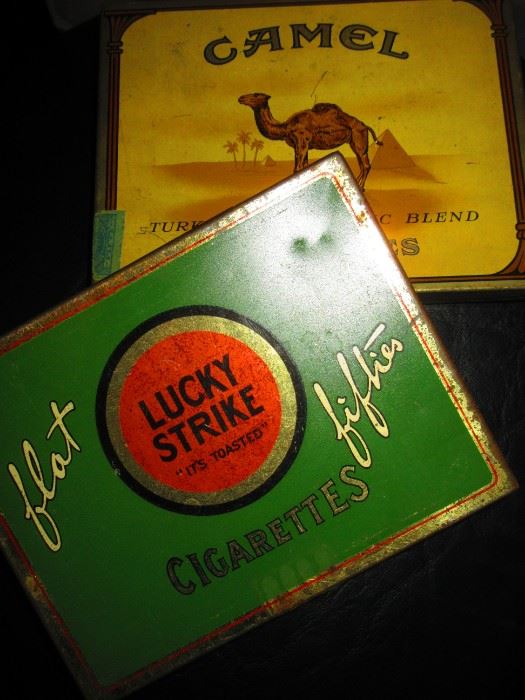 CAMEL
BLEND
flat
LUCKY
STRIKE
"IT'S TOASTED"
fifties
CIGARETTES